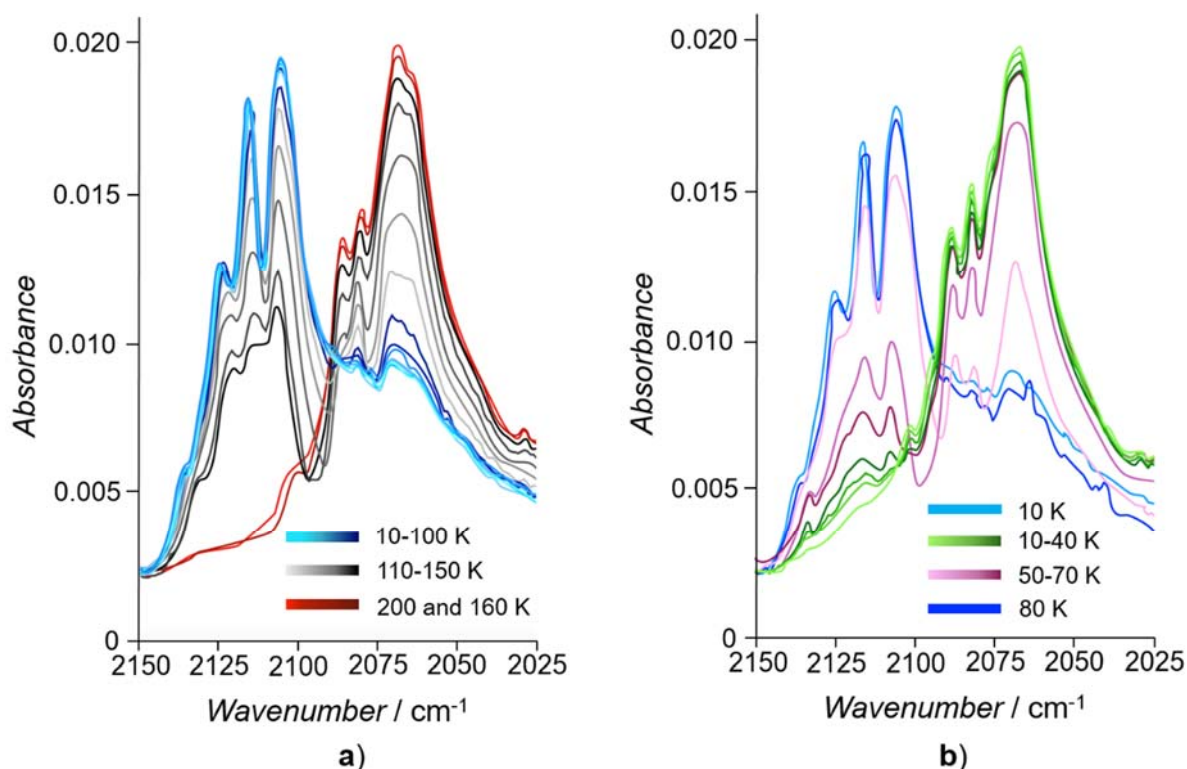 0.020
0.015
0.010
0.005
0
Absorbance
2150 2125 2100 2075 2050 2025
Wavenumber / cm⁻¹
10-100 K
110-150 K
200 and 160 K
a)
0.020
0.015
0.010
0.005
0
Absorbance
2150 2125 2100 2075 2050 2025
Wavenumber / cm⁻¹
10 K
10-40 K
50-70 K
80 K
b)